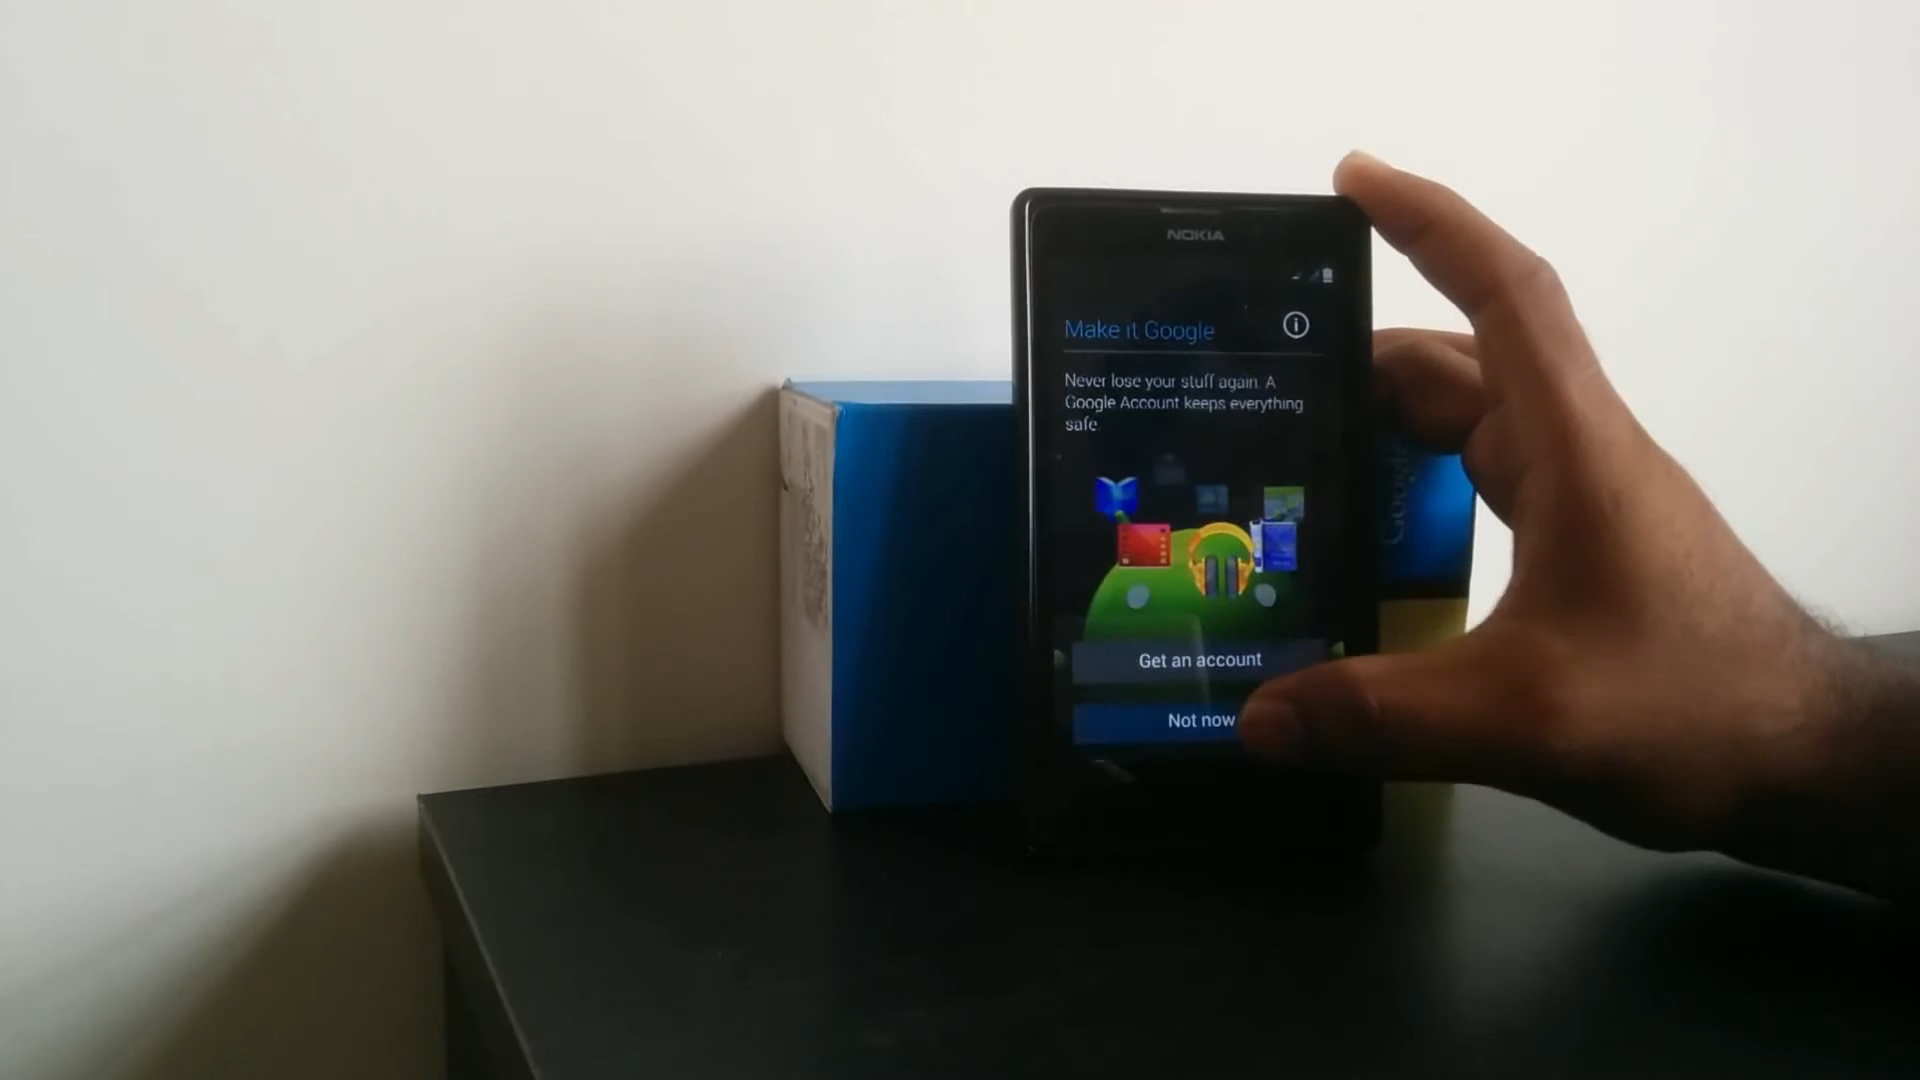 NOKIA
Make it Google
Never lose your stuff again. A
Google Account keeps everything
safe.
Get an account
Not now
Google